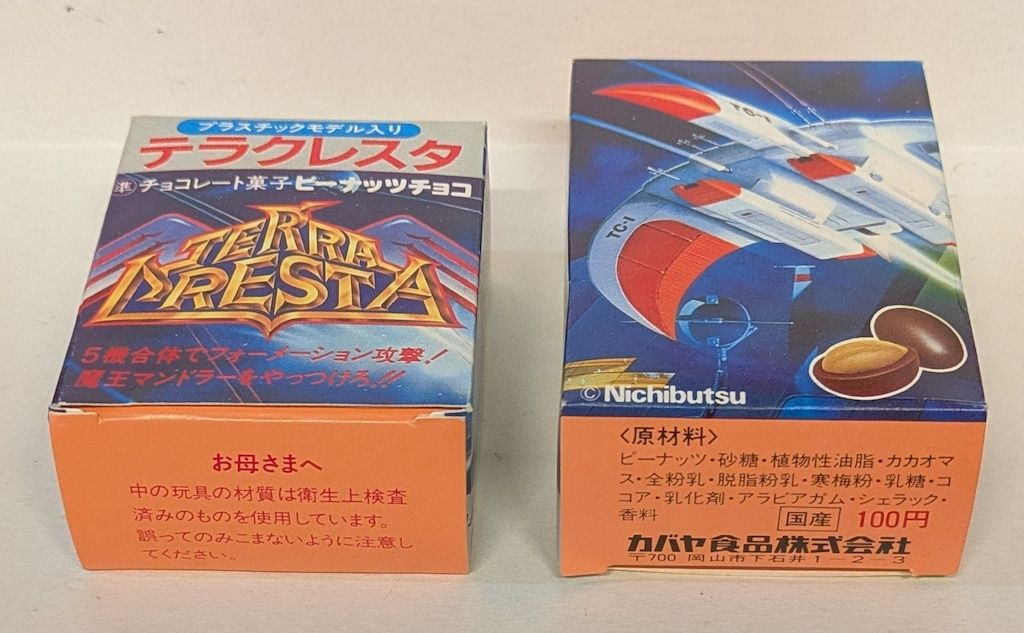 プラスチックモデル入り
テラクレスタ
準 チョコレート菓子 ピーナッツチョコ
TERRA
CRESTA
5機合体でフォーメーション攻撃!
魔王マンドラーをやっつけろ!!
お母さまへ
中の玩具の材質は衛生上検査
済みのものを使用しています。
誤ってのみこまないように注意し
てください。
TC-1
TC-1
© Nichibutsu
〈原材料〉
ピーナッツ・砂糖・植物性油脂・カカオマ
ス・全粉乳・脱脂粉乳・寒梅粉・乳糖・コ
コア・乳化剤・アラビアガム・シェラック・
香料 国産 100円
カバヤ食品株式会社
〒700 岡山市下石井1-2-3